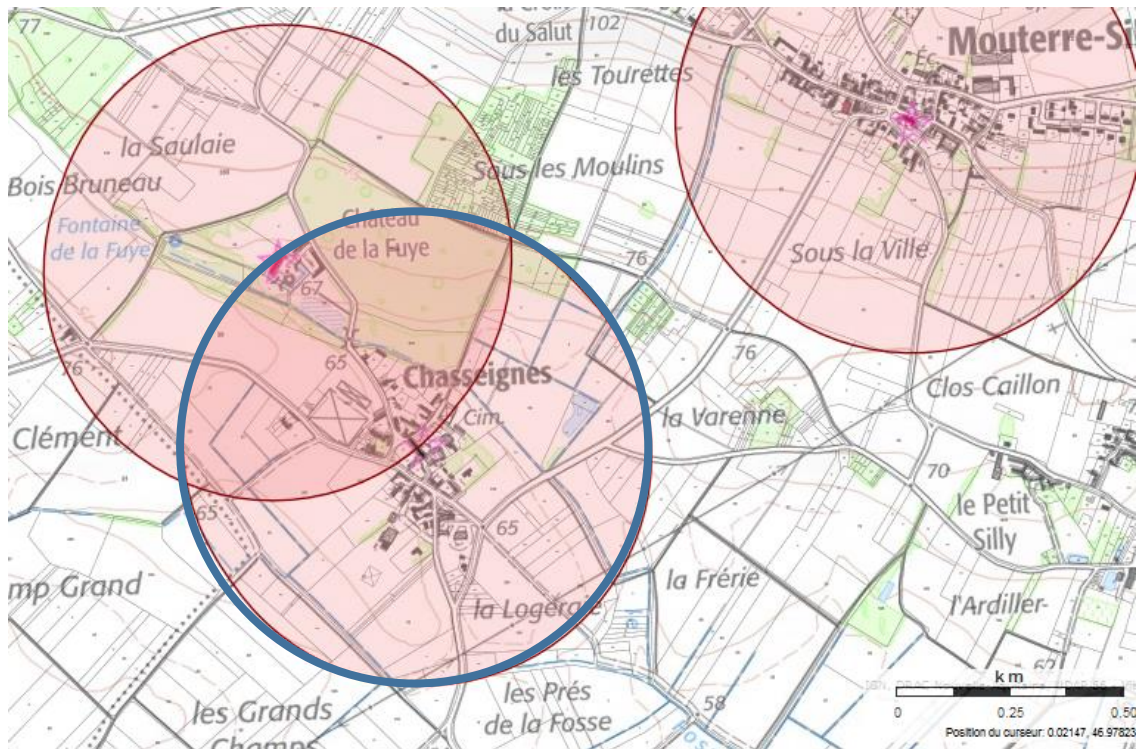 77
du Salut
102
Mouterre-Si
les Tourettes
la Saulaie
Sous les Moulins
Bois Bruneau
Fontaine
de la Fuye
Château
de la Fuye
67
76
Sous la Ville
65
76
76
Chasseignes
Cim.
Clos Caillon
la Varenne
Clément
70
65
65
le Petit
Silly
la Frérie
mp Grand
la Logeraie
l'Ardiller-
62
les Prés
de la Fosse
58
les Grands
Champs
km
0
0.25
0.50
Position du curseur: 0.02147, 46.97823